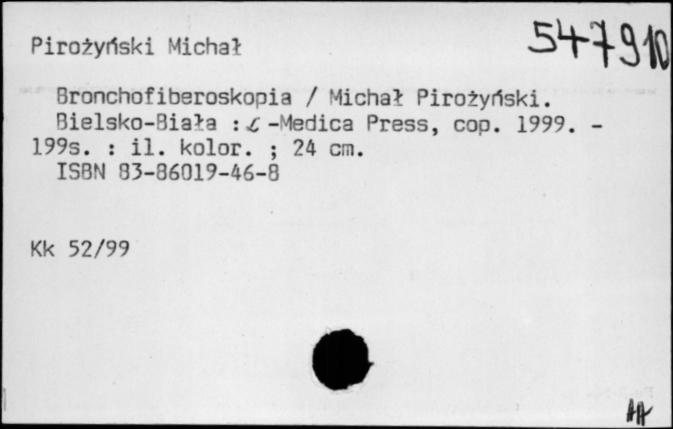 Pirożyński Michał
547910
Bronchofiberoskopia / Michał Pirożyński.
Bielsko-Biała : α-Medica Press, cop. 1999. -
199s. : il. kolor. ; 24 cm.
ISBN 83-86019-46-8
Kk 52/99